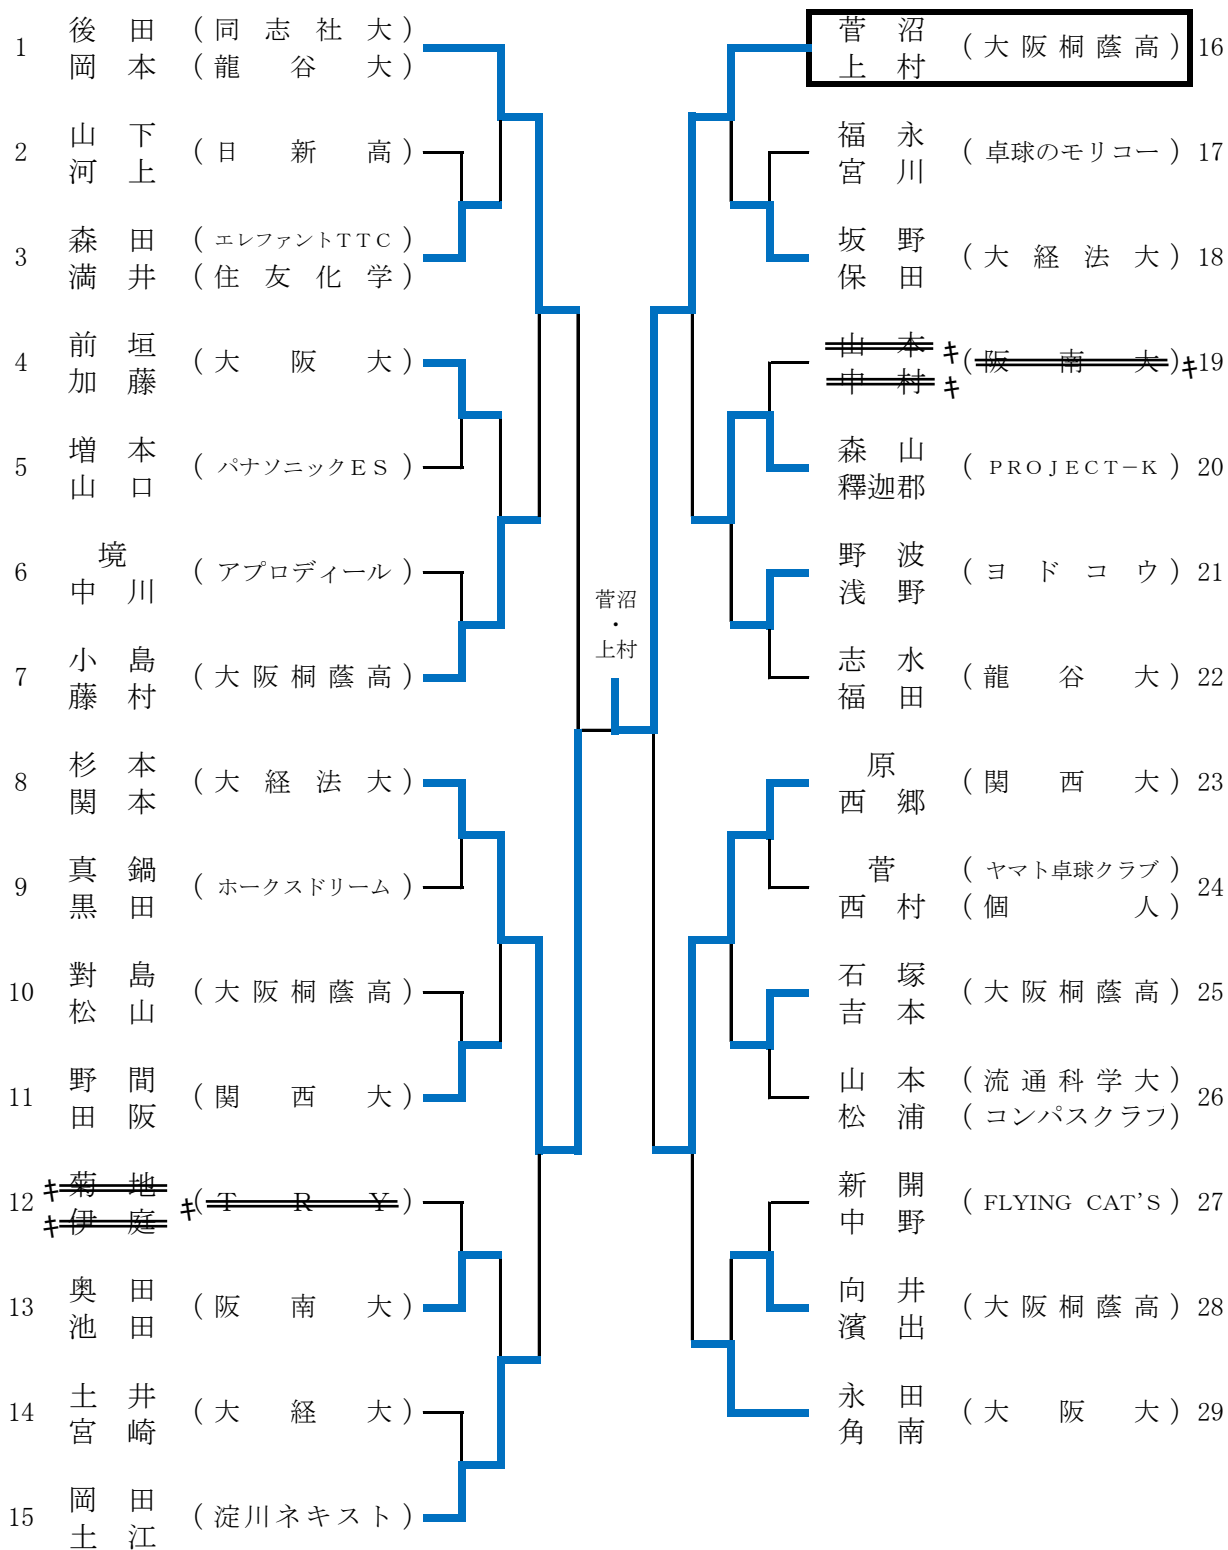 1 後田 (同志社大)
岡本 (龍谷大)
2 山下 (日新高)
河上
3 森田 (エレファントTTC)
満井 (住友化学)
4 前垣 (大阪大)
加藤
5 増本 (パナソニックES)
山口
6 境 (アプロディール)
中川
7 小島 (大阪桐蔭高)
藤村
8 杉本 (大経法大)
関本
9 真鍋 (ホークスドリーム)
黒田
10 對島 (大阪桐蔭高)
松山
11 野間 (関西大)
田阪
12 キ菊地 キ(TRY)
キ伊庭
13 奥田 (阪南大)
池田
14 土井 (大経大)
宮崎
15 岡田 (淀川ネキスト)
土江
菅沼
・
上村
菅沼 (大阪桐蔭高) 16
上村
福永 (卓球のモリコー) 17
宮川
坂野 (大経法大) 18
保田
山本キ (阪南大)キ 19
中村キ
森山 (PROJECT−K) 20
釋迦郡
野波 (ヨドコウ) 21
浅野
志水 (龍谷大) 22
福田
原 (関西大) 23
西郷
菅 (ヤマト卓球クラブ) 24
西村 (個人)
石塚 (大阪桐蔭高) 25
吉本
山本 (流通科学大) 26
松浦 (コンパスクラフ)
新開 (FLYING CAT'S) 27
中野
向井 (大阪桐蔭高) 28
濱出
永田 (大阪大) 29
角南